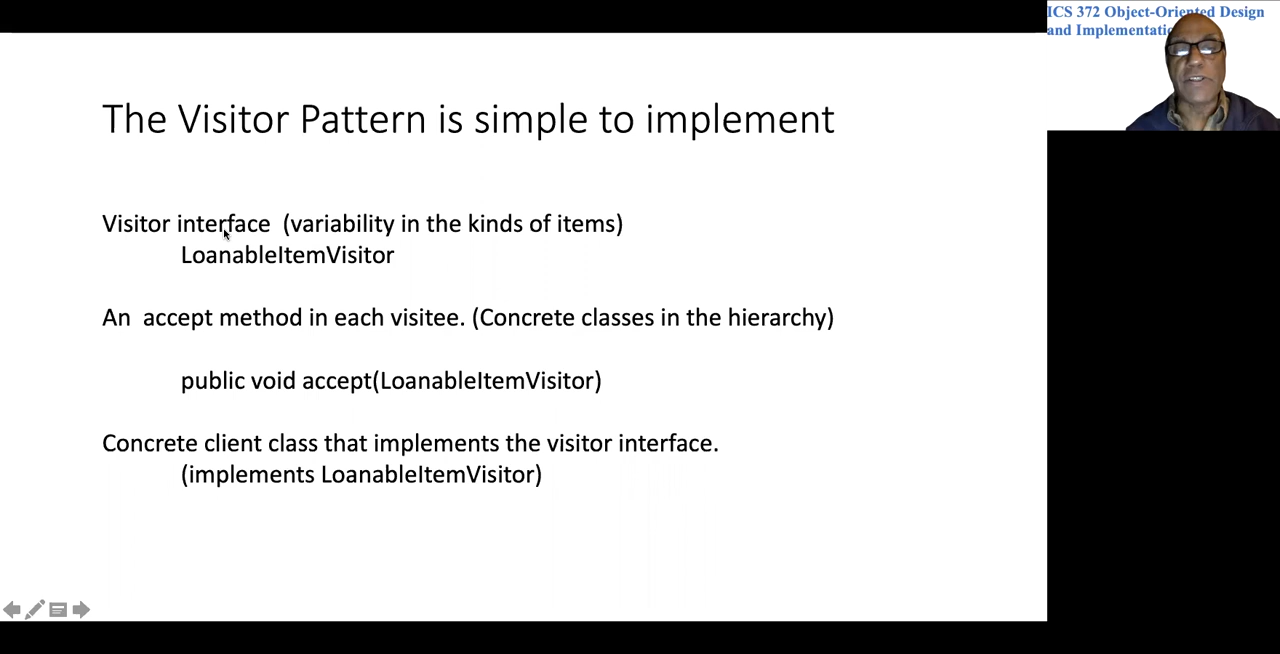 ICS 372 Object-Oriented Design
and Implementatio
The Visitor Pattern is simple to implement
Visitor interface (variability in the kinds of items)
LoanableItemVisitor
An accept method in each visitee. (Concrete classes in the hierarchy)
public void accept(LoanableItemVisitor)
Concrete client class that implements the visitor interface.
(implements LoanableItemVisitor)